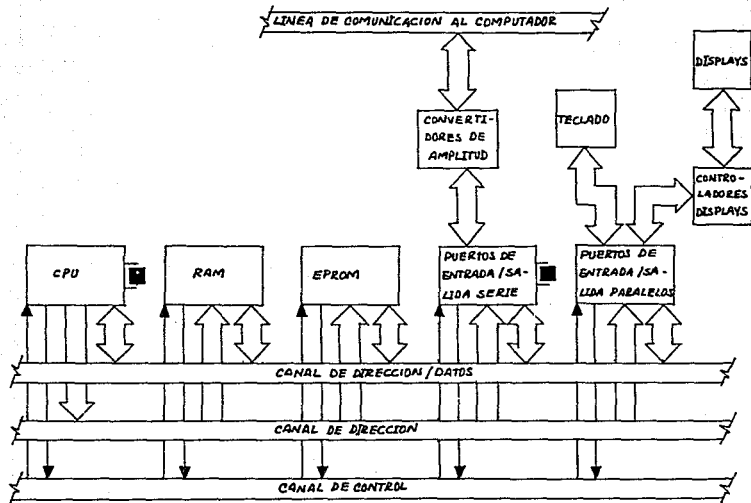 LINEA DE COMUNICACION AL COMPUTADOR
DISPLAYS
CONVERTI-
DORES DE
AMPLITUD
TECLADO
CONTRO-
LADORES
DISPLAYS
CPU
RAM
EPROM
PUERTOS DE
ENTRADA/SA-
LIDA SERIE
PUERTOS DE
ENTRADA/SA-
LIDA PARALELOS
CANAL DE DIRECCION/DATOS
CANAL DE DIRECCION
CANAL DE CONTROL